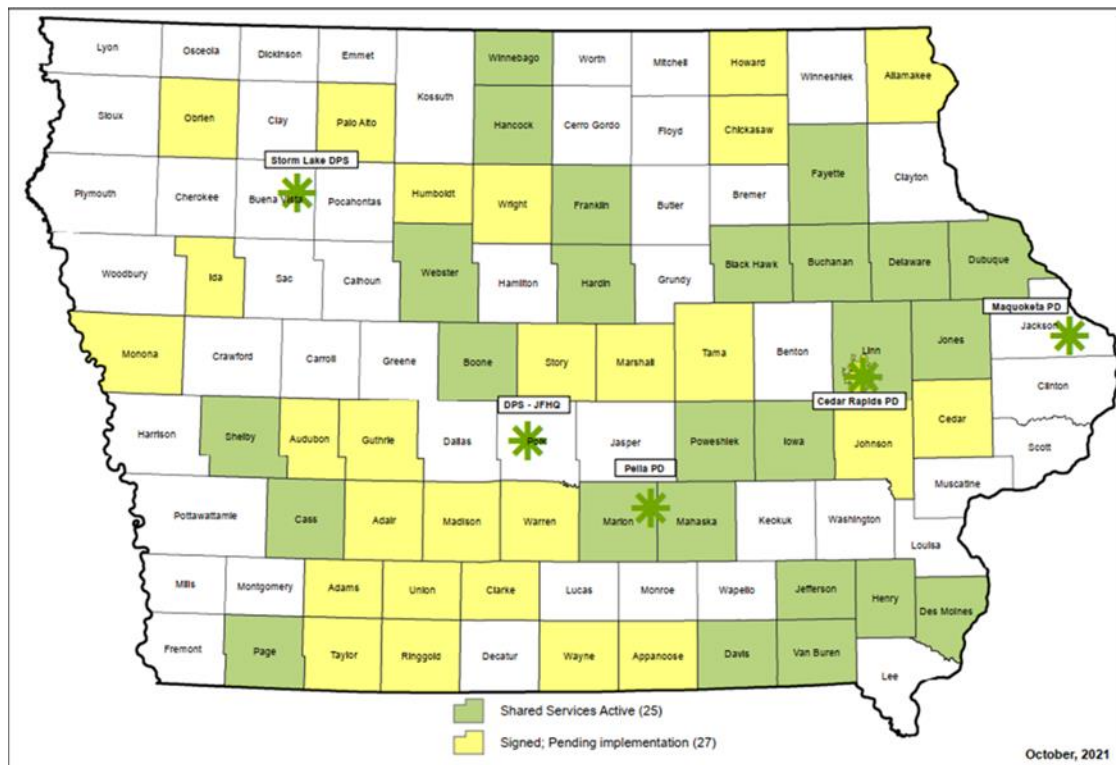 Lyon
Osceola
Dickinson
Emmet
Winnebago
Worth
Mitchell
Howard
Winneshiek
Allamakee
Kossuth
Sioux
Obrien
Clay
Palo Alto
Hancock
Cerro Gordo
Floyd
Chickasaw
Storm Lake DPS
Fayette
Clayton
Plymouth
Cherokee
Buena Vista
Pocahontas
Humboldt
Wright
Franklin
Butler
Bremer
Woodbury
Ida
Sac
Calhoun
Webster
Hamilton
Hardin
Grundy
Black Hawk
Buchanan
Delaware
Dubuque
Maquoketa PD
Jackson
Monona
Crawford
Carroll
Greene
Boone
Story
Marshall
Tama
Benton
Linn
Jones
Clinton
Cedar Rapids PD
DPS - JFHQ
Harrison
Shelby
Audubon
Guthrie
Dallas
Polk
Jasper
Poweshiek
Iowa
Johnson
Cedar
Scott
Pella PD
Muscatine
Pottawattamie
Cass
Adair
Madison
Warren
Marion
Mahaska
Keokuk
Washington
Louisa
Mills
Montgomery
Adams
Union
Clarke
Lucas
Monroe
Wapello
Jefferson
Henry
Des Moines
Fremont
Page
Taylor
Ringgold
Decatur
Wayne
Appanoose
Davis
Van Buren
Lee
Shared Services Active (25)
Signed; Pending implementation (27)
October, 2021